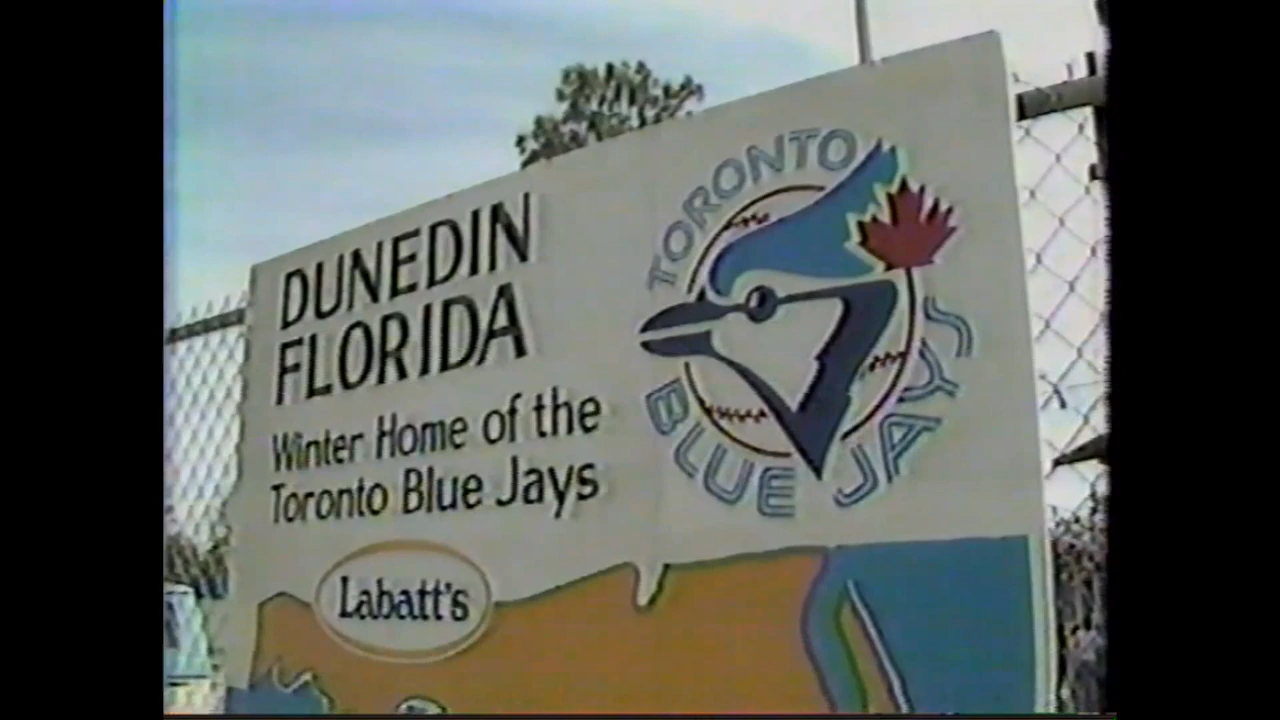 DUNEDIN
FLORIDA
Winter Home of the
Toronto Blue Jays
TORONTO
BLUE JAYS
Labatt's